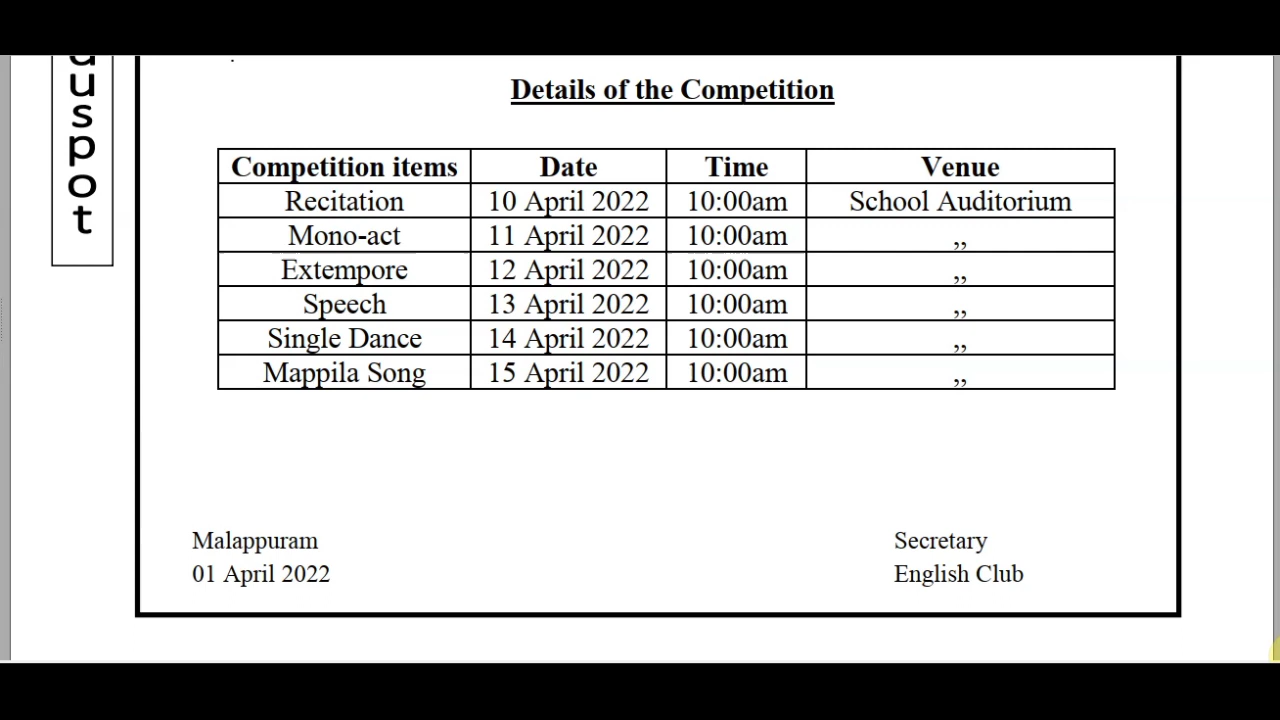 uspot
Details of the Competition
Competition items Date Time Venue
Recitation 10 April 2022 10:00am School Auditorium
Mono-act 11 April 2022 10:00am ,,
Extempore 12 April 2022 10:00am ,,
Speech 13 April 2022 10:00am ,,
Single Dance 14 April 2022 10:00am ,,
Mappila Song 15 April 2022 10:00am ,,
Malappuram Secretary
01 April 2022 English Club